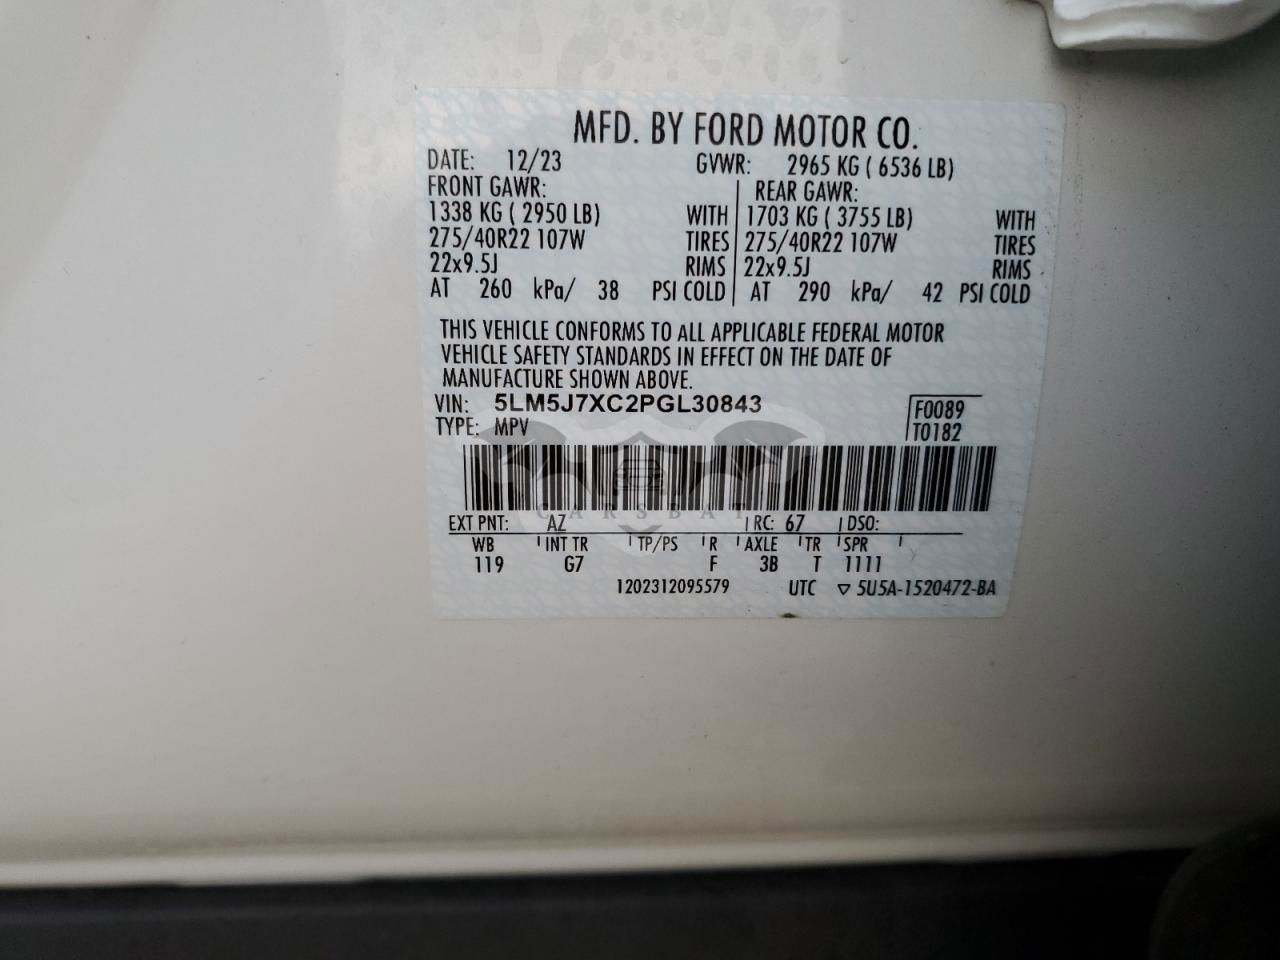 MFD. BY FORD MOTOR CO.
DATE: 12/23 GVWR: 2965 KG ( 6536 LB)
FRONT GAWR: REAR GAWR:
1338 KG ( 2950 LB) WITH 1703 KG ( 3755 LB) WITH
275/40R22 107W TIRES 275/40R22 107W TIRES
22x9.5J RIMS 22x9.5J RIMS
AT 260 kPa/ 38 PSI COLD AT 290 kPa/ 42 PSI COLD
THIS VEHICLE CONFORMS TO ALL APPLICABLE FEDERAL MOTOR
VEHICLE SAFETY STANDARDS IN EFFECT ON THE DATE OF
MANUFACTURE SHOWN ABOVE.
VIN: 5LM5J7XC2PGL30843 F0089
TYPE: MPV T0182
CARSBAT
EXT PNT: AZ RC: 67 DSO:
WB INT TR TP/PS R AXLE TR SPR
119 G7 F 3B T 1111
1202312095579 UTC ▽ 5U5A-1520472-BA